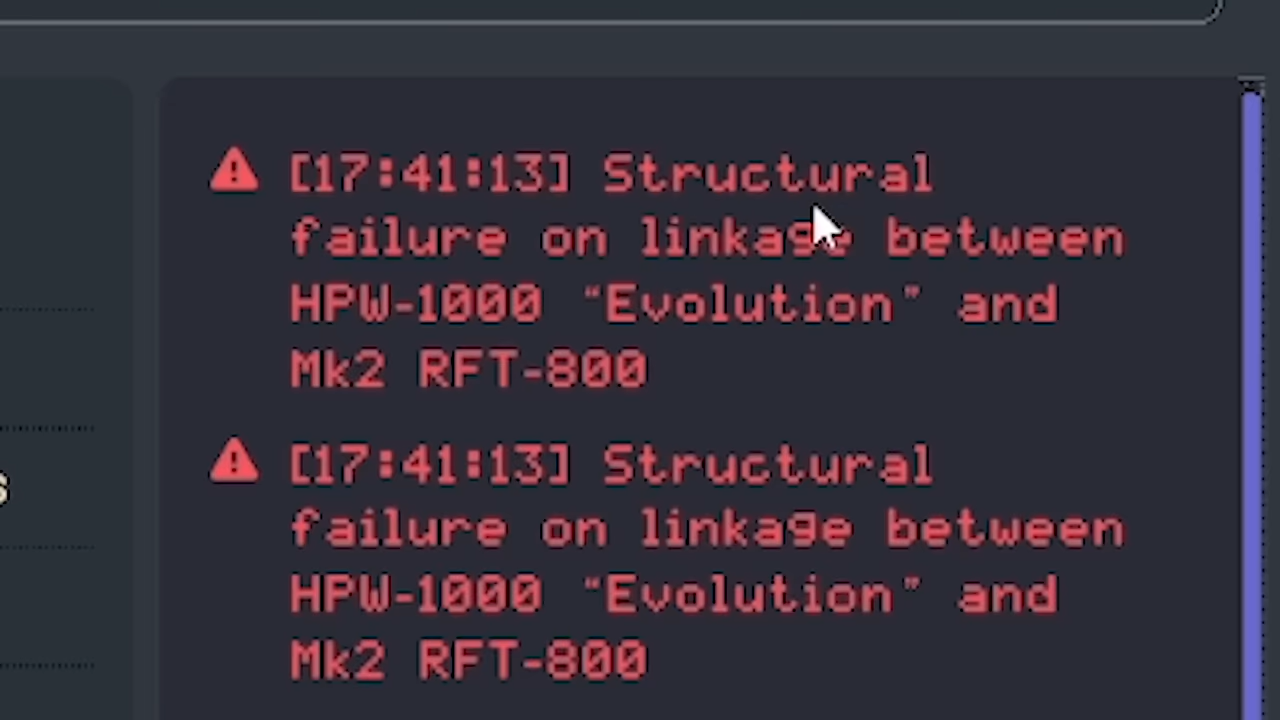 [17:41:13] Structural
failure on linkage between
HPW-1000 “Evolution” and
Mk2 RFT-800
[17:41:13] Structural
failure on linkage between
HPW-1000 “Evolution” and
Mk2 RFT-800